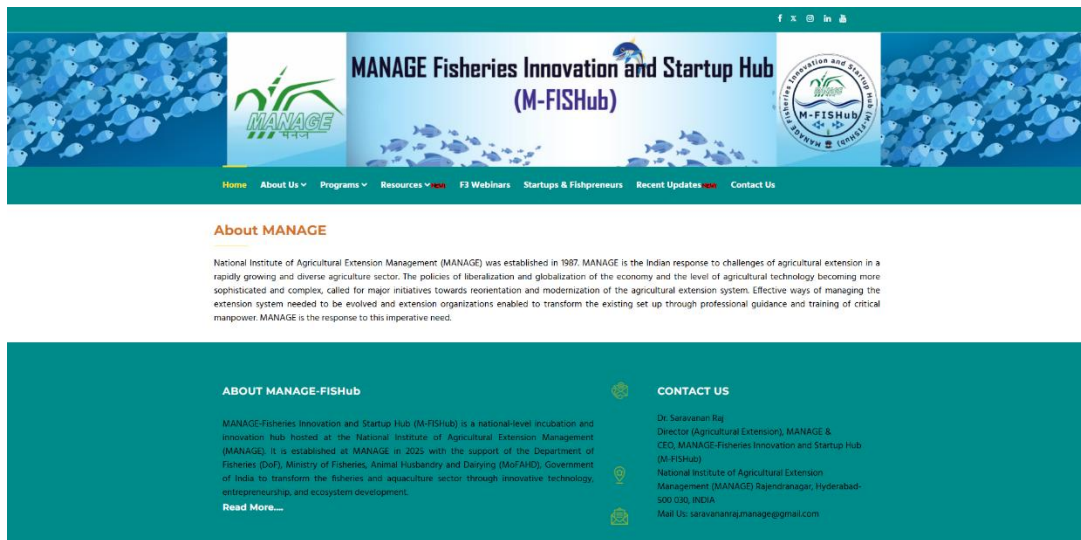 MANAGE Fisheries Innovation and Startup Hub
(M-FISHub)
MANAGE
मैनेज
MANAGE Fisheries Innovation and Startup Hub (M-FISHub)
MANAGE
M-FISHub
Home About Us Programs Resources F3 Webinars Startups & Fishpreneurs Recent Updates Contact Us
About MANAGE
National Institute of Agricultural Extension Management (MANAGE) was established in 1987. MANAGE is the Indian response to challenges of agricultural extension in a
rapidly growing and diverse agriculture sector. The policies of liberalization and globalization of the economy and the level of agricultural technology becoming more
sophisticated and complex, called for major initiatives towards reorientation and modernization of the agricultural extension system. Effective ways of managing the
extension system needed to be evolved and extension organizations enabled to transform the existing set up through professional guidance and training of critical
manpower. MANAGE is the response to this imperative need.
ABOUT MANAGE-FISHub
MANAGE-Fisheries Innovation and Startup Hub (M-FISHub) is a national-level incubation and
innovation hub hosted at the National Institute of Agricultural Extension Management
(MANAGE). It is established at MANAGE in 2025 with the support of the Department of
Fisheries (DoF), Ministry of Fisheries, Animal Husbandry and Dairying (MoFAHD), Government
of India to transform the fisheries and aquaculture sector through innovative technology,
entrepreneurship, and ecosystem development.
Read More....
CONTACT US
Dr. Saravanan Raj
Director (Agricultural Extension), MANAGE &
CEO, MANAGE-Fisheries Innovation and Startup Hub
(M-FISHub)
National Institute of Agricultural Extension
Management (MANAGE) Rajendranagar, Hyderabad-
500 030, INDIA
Mail Us: saravananraj.manage@gmail.com